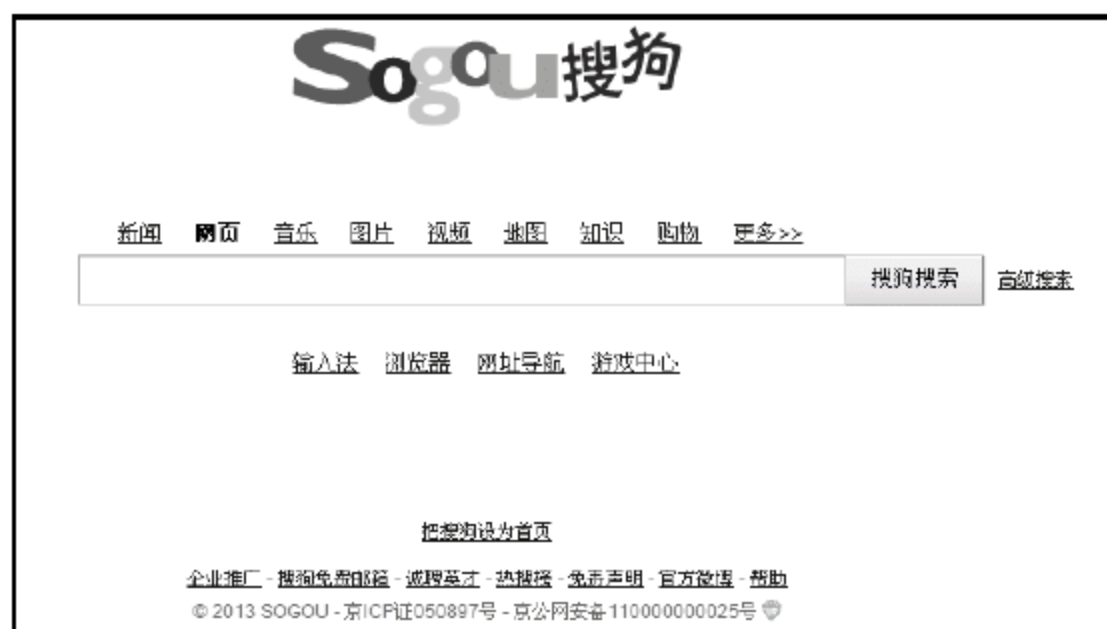 Sogou搜狗
新闻 网页 音乐 图片 视频 地图 知识 购物 更多>>
搜狗搜索 高级搜索
输入法 浏览器 网址导航 游戏中心
把搜狗设为首页
企业推广 - 搜狗免费邮箱 - 诚聘英才 - 热搜榜 - 免责声明 - 官方微博 - 帮助
© 2013 SOGOU - 京ICP证050897号 - 京公网安备110000000025号